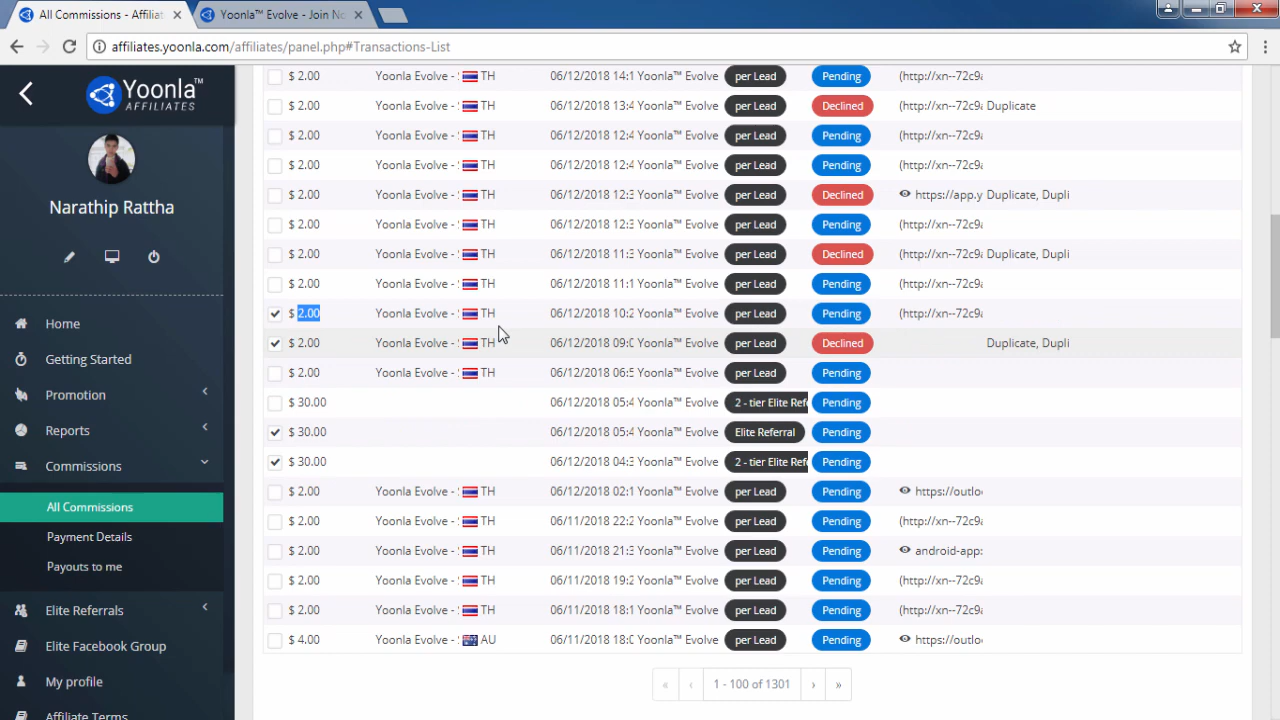 All Commissions - Affiliat
Yoonla™ Evolve - Join No
affiliates.yoonla.com/affiliates/panel.php#Transactions-List
Yoonla™
AFFILIATES
Narathip Rattha
Home
Getting Started
Promotion
Reports
Commissions
All Commissions
Payment Details
Payouts to me
Elite Referrals
Elite Facebook Group
My profile
Affiliate Terms
$ 2.00 Yoonla Evolve - TH 06/12/2018 14:1 Yoonla™ Evolve per Lead Pending (http://xn--72c9a
$ 2.00 Yoonla Evolve - TH 06/12/2018 13:4 Yoonla™ Evolve per Lead Declined (http://xn--72c9a Duplicate
$ 2.00 Yoonla Evolve - TH 06/12/2018 12:4 Yoonla™ Evolve per Lead Pending (http://xn--72c9a
$ 2.00 Yoonla Evolve - TH 06/12/2018 12:4 Yoonla™ Evolve per Lead Pending (http://xn--72c9a
$ 2.00 Yoonla Evolve - TH 06/12/2018 12:3 Yoonla™ Evolve per Lead Declined https://app.y Duplicate, Dupli
$ 2.00 Yoonla Evolve - TH 06/12/2018 12:3 Yoonla™ Evolve per Lead Pending (http://xn--72c9a
$ 2.00 Yoonla Evolve - TH 06/12/2018 11:3 Yoonla™ Evolve per Lead Declined (http://xn--72c9a Duplicate, Dupli
$ 2.00 Yoonla Evolve - TH 06/12/2018 11:1 Yoonla™ Evolve per Lead Pending (http://xn--72c9a
$ 2.00 Yoonla Evolve - TH 06/12/2018 10:2 Yoonla™ Evolve per Lead Pending (http://xn--72c9a
$ 2.00 Yoonla Evolve - TH 06/12/2018 09:0 Yoonla™ Evolve per Lead Declined Duplicate, Dupli
$ 2.00 Yoonla Evolve - TH 06/12/2018 06:5 Yoonla™ Evolve per Lead Pending
$ 30.00 06/12/2018 05:4 Yoonla™ Evolve 2 - tier Elite Refe Pending
$ 30.00 06/12/2018 05:4 Yoonla™ Evolve Elite Referral Pending
$ 30.00 06/12/2018 04:3 Yoonla™ Evolve 2 - tier Elite Refe Pending
$ 2.00 Yoonla Evolve - TH 06/12/2018 02:1 Yoonla™ Evolve per Lead Pending https://outlo
$ 2.00 Yoonla Evolve - TH 06/11/2018 22:2 Yoonla™ Evolve per Lead Pending (http://xn--72c9a
$ 2.00 Yoonla Evolve - TH 06/11/2018 21:3 Yoonla™ Evolve per Lead Pending android-app:
$ 2.00 Yoonla Evolve - TH 06/11/2018 19:2 Yoonla™ Evolve per Lead Pending (http://xn--72c9a
$ 2.00 Yoonla Evolve - TH 06/11/2018 18:1 Yoonla™ Evolve per Lead Pending (http://xn--72c9a
$ 4.00 Yoonla Evolve - AU 06/11/2018 18:0 Yoonla™ Evolve per Lead Pending https://outlo
« ‹ 1 - 100 of 1301 › »